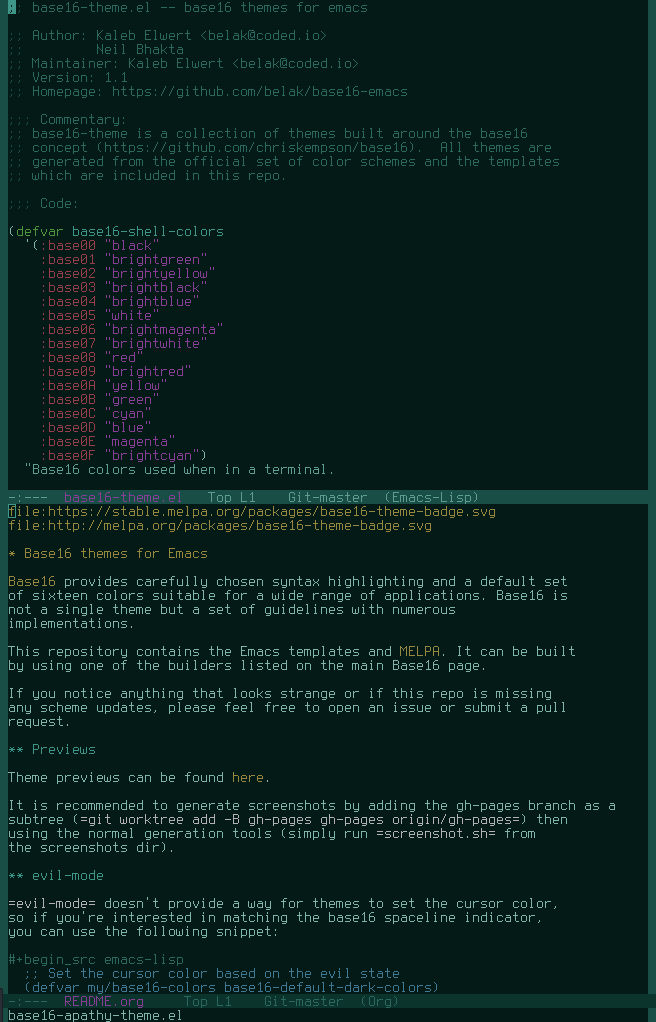 ;; base16-theme.el -- base16 themes for emacs
;; Author: Kaleb Elwert <belak@coded.io>
;;         Neil Bhakta
;; Maintainer: Kaleb Elwert <belak@coded.io>
;; Version: 1.1
;; Homepage: https://github.com/belak/base16-emacs
;;; Commentary:
;; base16-theme is a collection of themes built around the base16
;; concept (https://github.com/chriskempson/base16).  All themes are
;; generated from the official set of color schemes and the templates
;; which are included in this repo.
;;; Code:
(defvar base16-shell-colors
  '(:base00 "black"
    :base01 "brightgreen"
    :base02 "brightyellow"
    :base03 "brightblack"
    :base04 "brightblue"
    :base05 "white"
    :base06 "brightmagenta"
    :base07 "brightwhite"
    :base08 "red"
    :base09 "brightred"
    :base0A "yellow"
    :base0B "green"
    :base0C "cyan"
    :base0D "blue"
    :base0E "magenta"
    :base0F "brightcyan")
  "Base16 colors used when in a terminal.
-:---  base16-theme.el   Top L1    Git-master  (Emacs-Lisp)
file:https://stable.melpa.org/packages/base16-theme-badge.svg
file:http://melpa.org/packages/base16-theme-badge.svg
* Base16 themes for Emacs
Base16 provides carefully chosen syntax highlighting and a default set
of sixteen colors suitable for a wide range of applications. Base16 is
not a single theme but a set of guidelines with numerous
implementations.
This repository contains the Emacs templates and MELPA. It can be built
by using one of the builders listed on the main Base16 page.
If you notice anything that looks strange or if this repo is missing
any scheme updates, please feel free to open an issue or submit a pull
request.
** Previews
Theme previews can be found here.
It is recommended to generate screenshots by adding the gh-pages branch as a
subtree (=git worktree add -B gh-pages gh-pages origin/gh-pages=) then
using the normal generation tools (simply run =screenshot.sh= from
the screenshots dir).
** evil-mode
=evil-mode= doesn't provide a way for themes to set the cursor color,
so if you're interested in matching the base16 spaceline indicator,
you can use the following snippet:
#+begin_src emacs-lisp
  ;; Set the cursor color based on the evil state
  (defvar my/base16-colors base16-default-dark-colors)
-:---  README.org     Top L1    Git-master  (Org)
base16-apathy-theme.el